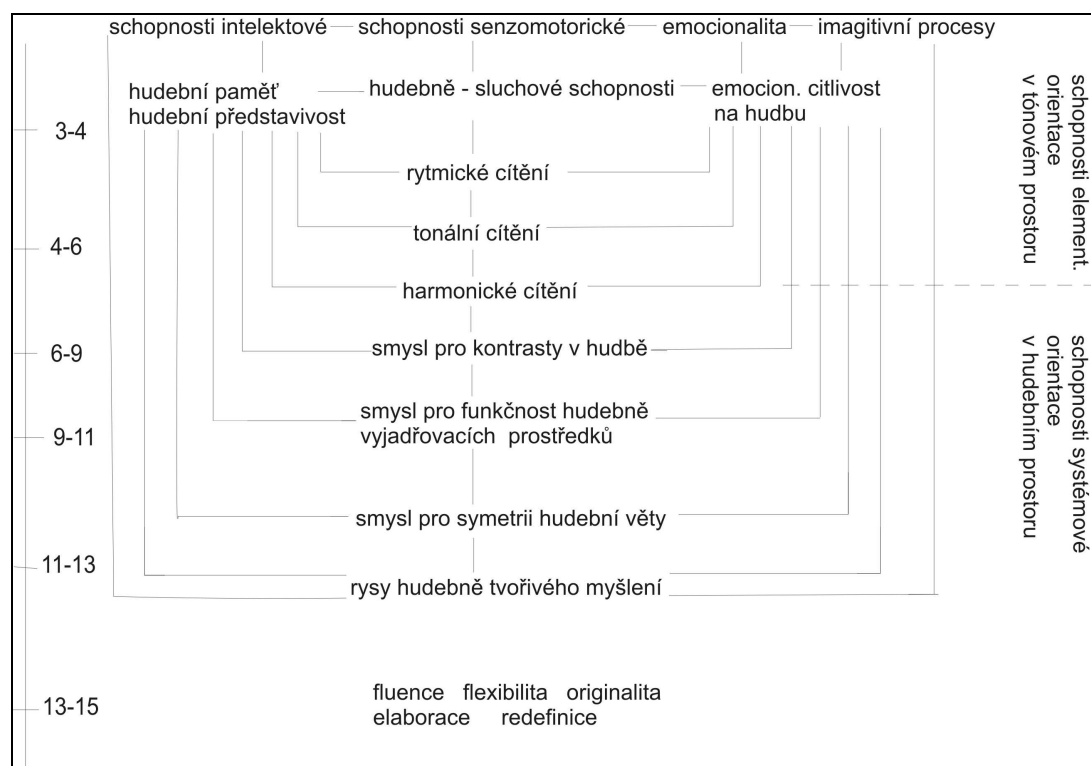 schopnosti intelektové schopnosti senzomotorické emocionalita imagitivní procesy
hudební paměť
hudební představivost
hudebně - sluchové schopnosti
emocion. citlivost
na hudbu
3-4
rytmické cítění
4-6
tonální cítění
harmonické cítění
6-9
smysl pro kontrasty v hudbě
9-11
smysl pro funkčnost hudebně
vyjadřovacích prostředků
smysl pro symetrii hudební věty
11-13
rysy hudebně tvořivého myšlení
13-15
fluence flexibilita originalita
elaborace redefinice
schopnosti element.
orientace
v tónovém prostoru
schopnosti systémové
orientace
v hudebním prostoru